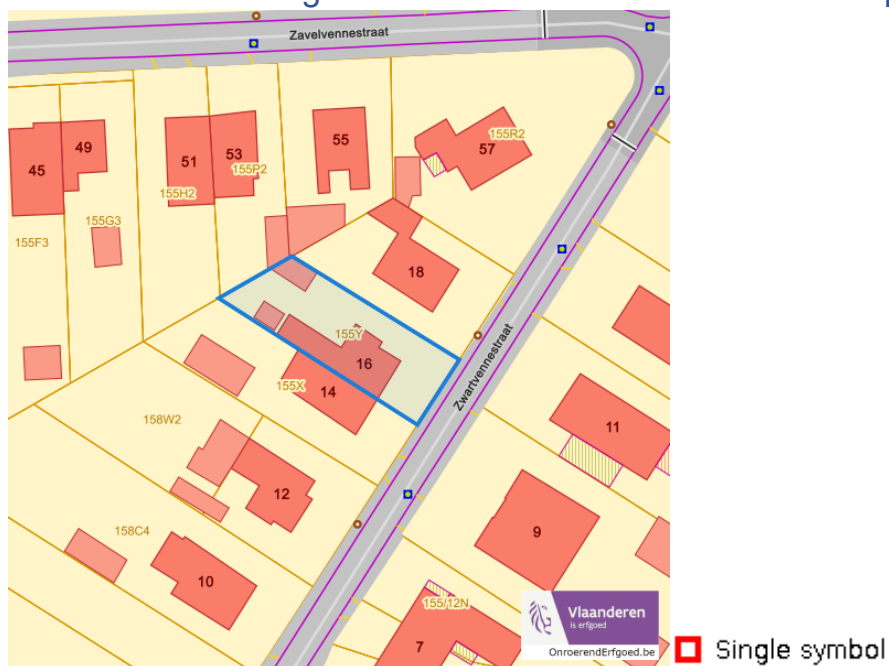 Zavelvennestraat
49
45
51
53
55
57
155R2
155P2
155H2
155G3
155F3
18
155Y
16
155X
14
Zwartvennestraat
158W2
11
12
158C4
9
10
155/12N
7
Vlaanderen
is erfgoed
OnroerendErfgoed.be
Single symbol